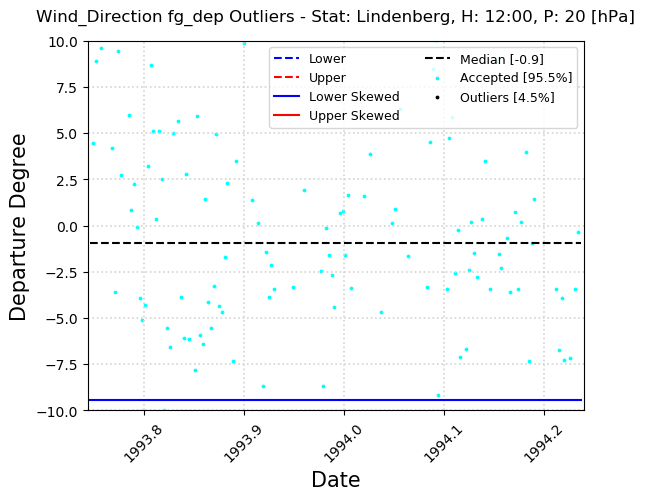 Wind_Direction fg_dep Outliers - Stat: Lindenberg, H: 12:00, P: 20 [hPa]
Lower
Upper
Lower Skewed
Upper Skewed
Median [-0.9]
Accepted [95.5%]
Outliers [4.5%]
Departure Degree
10.0
7.5
5.0
2.5
0.0
−2.5
−5.0
−7.5
−10.0
1993.8
1993.9
1994.0
1994.1
1994.2
Date